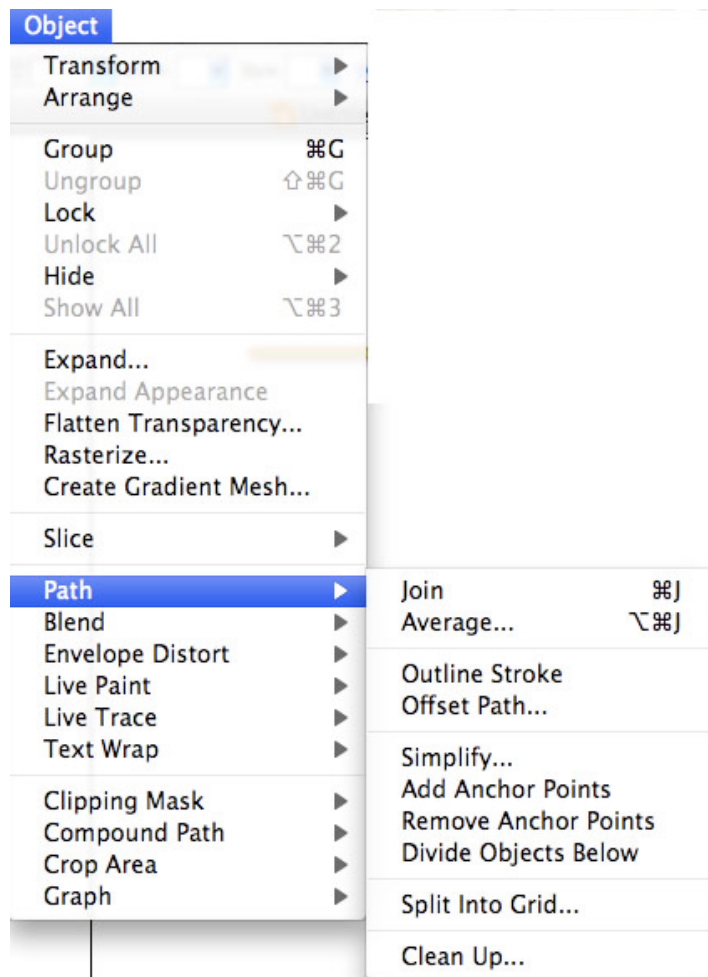 Object
Transform
Arrange
Group ⌘G
Ungroup ⇧⌘G
Lock
Unlock All ⌥⌘2
Hide
Show All ⌥⌘3
Expand...
Expand Appearance
Flatten Transparency...
Rasterize...
Create Gradient Mesh...
Slice
Path
Blend
Envelope Distort
Live Paint
Live Trace
Text Wrap
Clipping Mask
Compound Path
Crop Area
Graph
Join ⌘J
Average... ⌥⌘J
Outline Stroke
Offset Path...
Simplify...
Add Anchor Points
Remove Anchor Points
Divide Objects Below
Split Into Grid...
Clean Up...